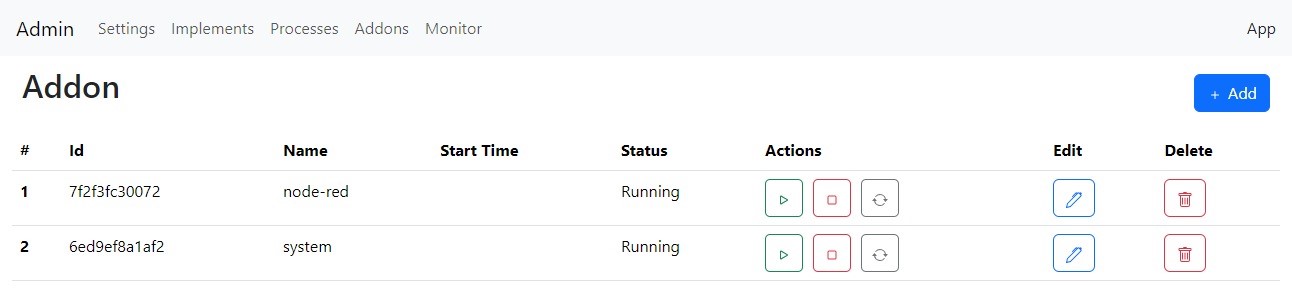 Admin Settings Implements Processes Addons Monitor App
Addon
+ Add
# Id Name Start Time Status Actions Edit Delete
1 7f2f3fc30072 node-red Running
2 6ed9ef8a1af2 system Running